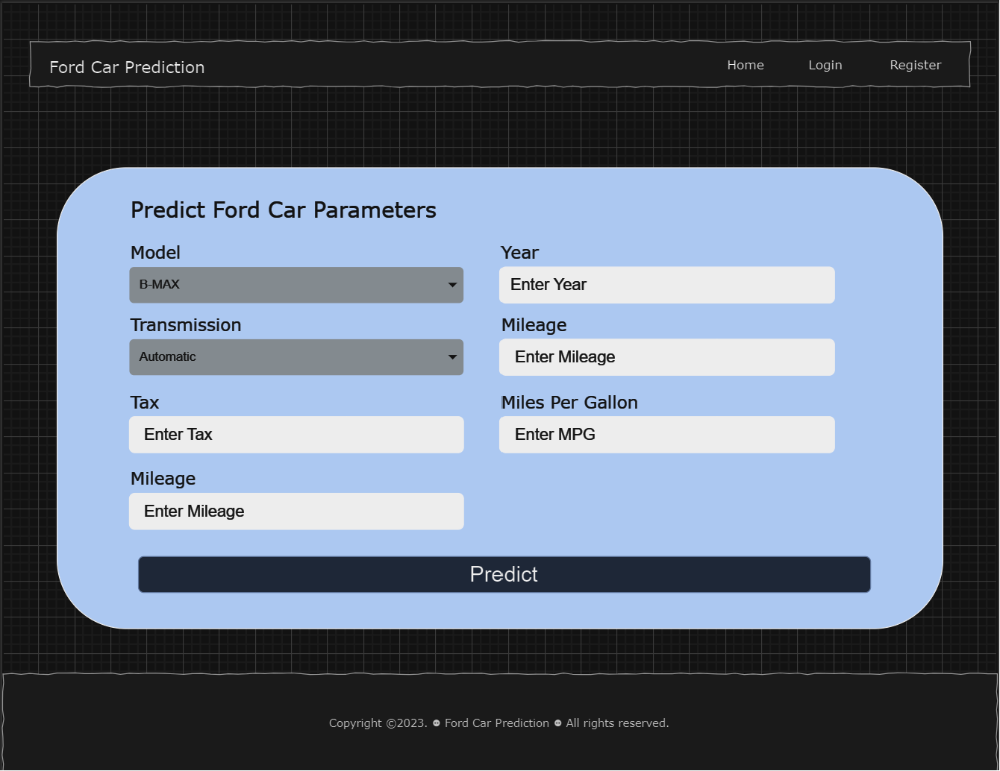 Ford Car Prediction
Home Login Register
Predict Ford Car Parameters
Model Year
B-MAX Enter Year
Transmission Mileage
Automatic Enter Mileage
Tax Miles Per Gallon
Enter Tax Enter MPG
Mileage
Enter Mileage
Predict
Copyright ©2023. ⚉ Ford Car Prediction ⚉ All rights reserved.